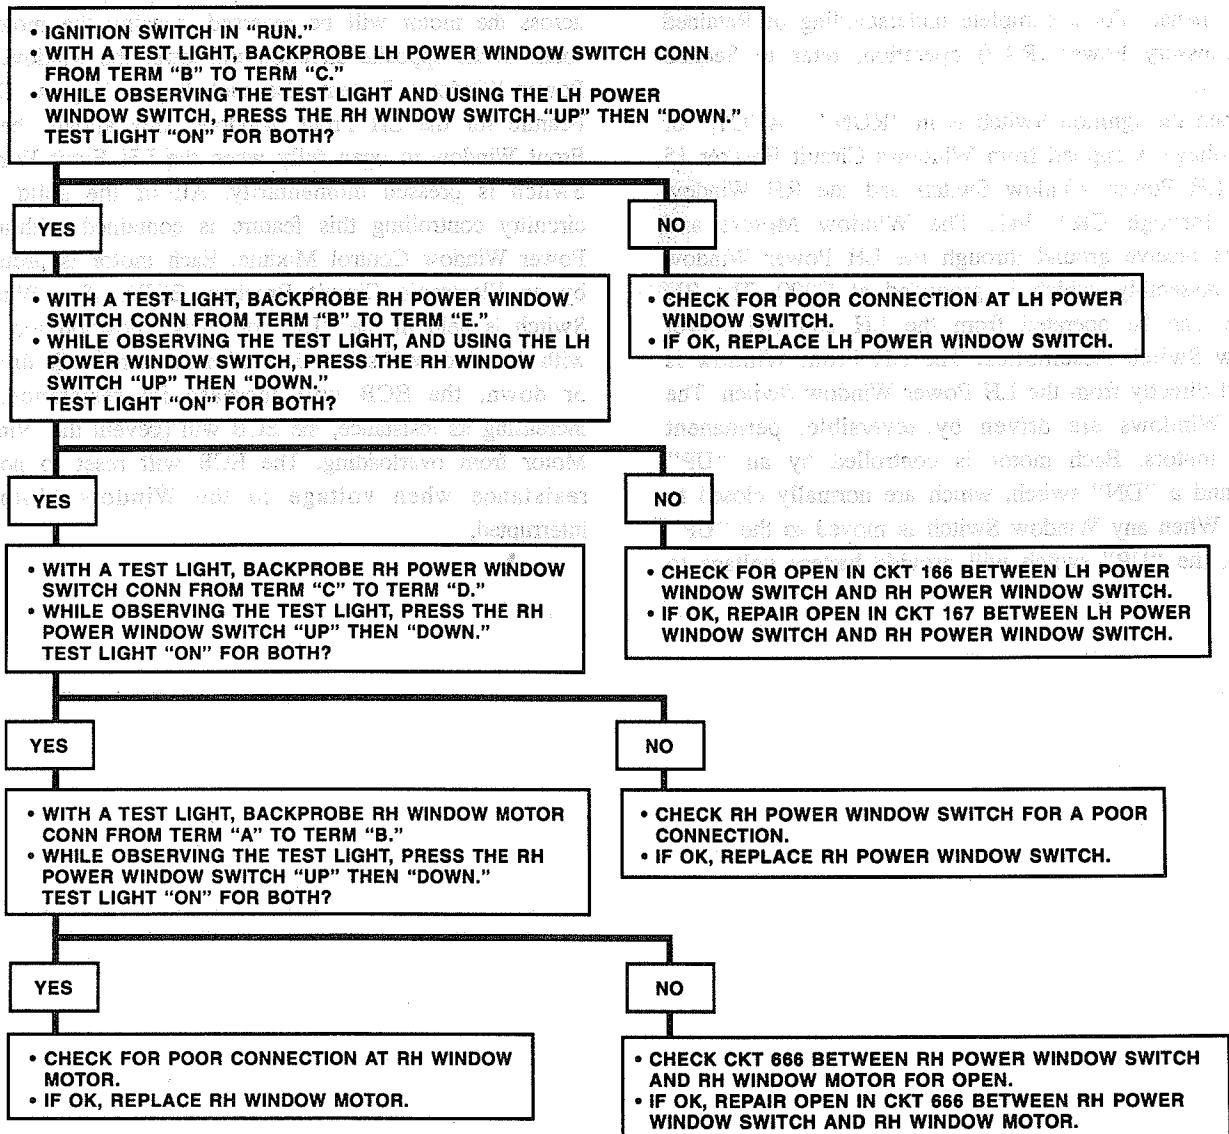 • IGNITION SWITCH IN “RUN.”
• WITH A TEST LIGHT, BACKPROBE LH POWER WINDOW SWITCH CONN
FROM TERM “B” TO TERM “C.”
• WHILE OBSERVING THE TEST LIGHT AND USING THE LH POWER
WINDOW SWITCH, PRESS THE RH WINDOW SWITCH “UP” THEN “DOWN.”
TEST LIGHT “ON” FOR BOTH?
YES
NO
• WITH A TEST LIGHT, BACKPROBE RH POWER WINDOW
SWITCH CONN FROM TERM “B” TO TERM “E.”
• WHILE OBSERVING THE TEST LIGHT, AND USING THE LH
POWER WINDOW SWITCH, PRESS THE RH WINDOW
SWITCH “UP” THEN “DOWN.”
TEST LIGHT “ON” FOR BOTH?
• CHECK FOR POOR CONNECTION AT LH POWER
WINDOW SWITCH.
• IF OK, REPLACE LH POWER WINDOW SWITCH.
YES
NO
• WITH A TEST LIGHT, BACKPROBE RH POWER WINDOW
SWITCH CONN FROM TERM “C” TO TERM “D.”
• WHILE OBSERVING THE TEST LIGHT, PRESS THE RH
POWER WINDOW SWITCH “UP” THEN “DOWN.”
TEST LIGHT “ON” FOR BOTH?
• CHECK FOR OPEN IN CKT 166 BETWEEN LH POWER
WINDOW SWITCH AND RH POWER WINDOW SWITCH.
• IF OK, REPAIR OPEN IN CKT 167 BETWEEN LH POWER
WINDOW SWITCH AND RH POWER WINDOW SWITCH.
YES
NO
• WITH A TEST LIGHT, BACKPROBE RH WINDOW MOTOR
CONN FROM TERM “A” TO TERM “B.”
• WHILE OBSERVING THE TEST LIGHT, PRESS THE RH
POWER WINDOW SWITCH “UP” THEN “DOWN.”
TEST LIGHT “ON” FOR BOTH?
• CHECK RH POWER WINDOW SWITCH FOR A POOR
CONNECTION.
• IF OK, REPLACE RH POWER WINDOW SWITCH.
YES
NO
• CHECK FOR POOR CONNECTION AT RH WINDOW
MOTOR.
• IF OK, REPLACE RH WINDOW MOTOR.
• CHECK CKT 666 BETWEEN RH POWER WINDOW SWITCH
AND RH WINDOW MOTOR FOR OPEN.
• IF OK, REPAIR OPEN IN CKT 666 BETWEEN RH POWER
WINDOW SWITCH AND RH WINDOW MOTOR.